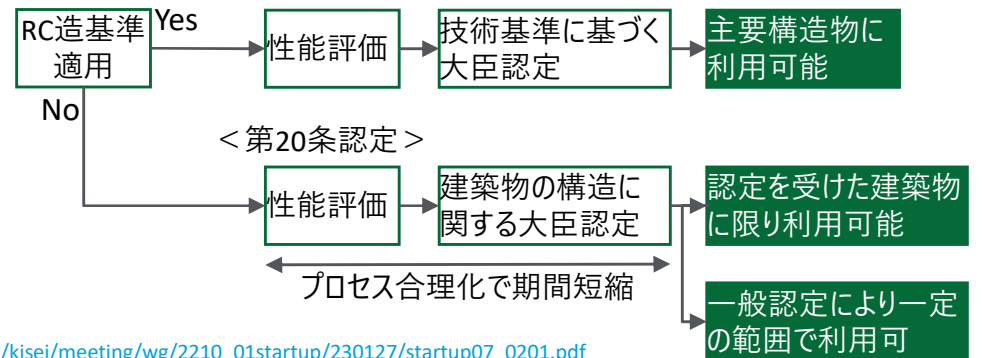 RC造基準
適用
Yes
性能評価
技術基準に基づく
大臣認定
主要構造物に
利用可能
No
＜第20条認定＞
性能評価
建築物の構造に
関する大臣認定
認定を受けた建築物
に限り利用可能
プロセス合理化で期間短縮
一般認定により一定
の範囲で利用可
/kisei/meeting/wg/2210_01startup/230127/startup07_0201.pdf